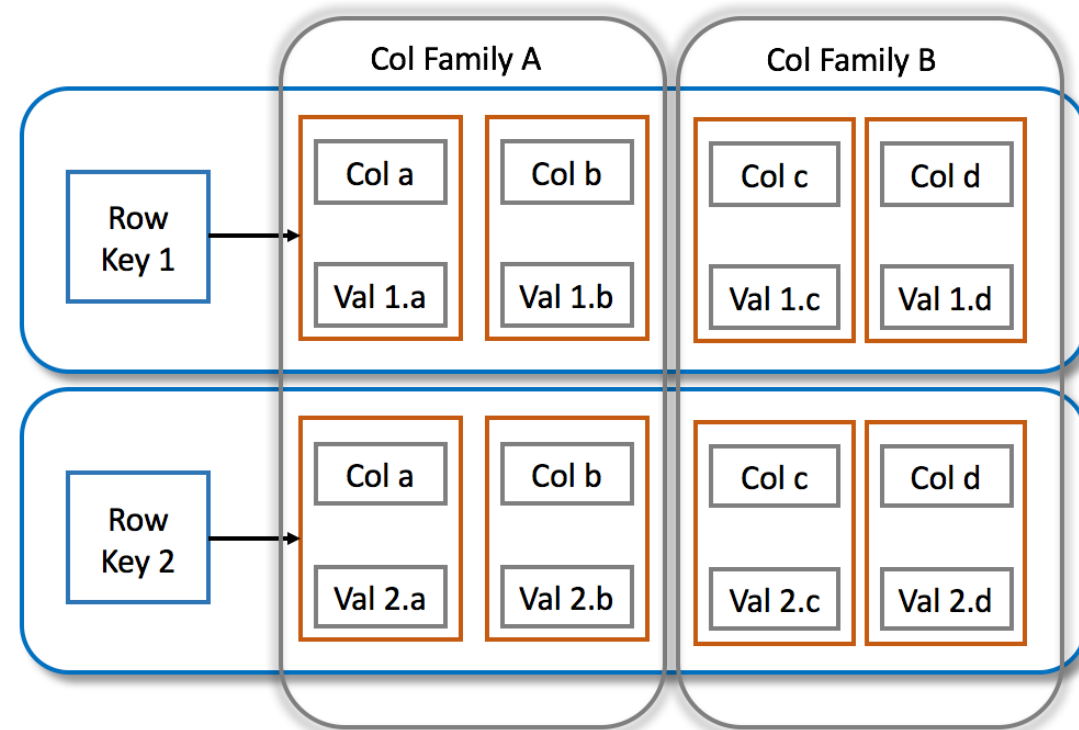 Col Family A
Col Family B
Row
Key 1
Col a
Col b
Col c
Col d
Val 1.a
Val 1.b
Val 1.c
Val 1.d
Row
Key 2
Col a
Col b
Col c
Col d
Val 2.a
Val 2.b
Val 2.c
Val 2.d